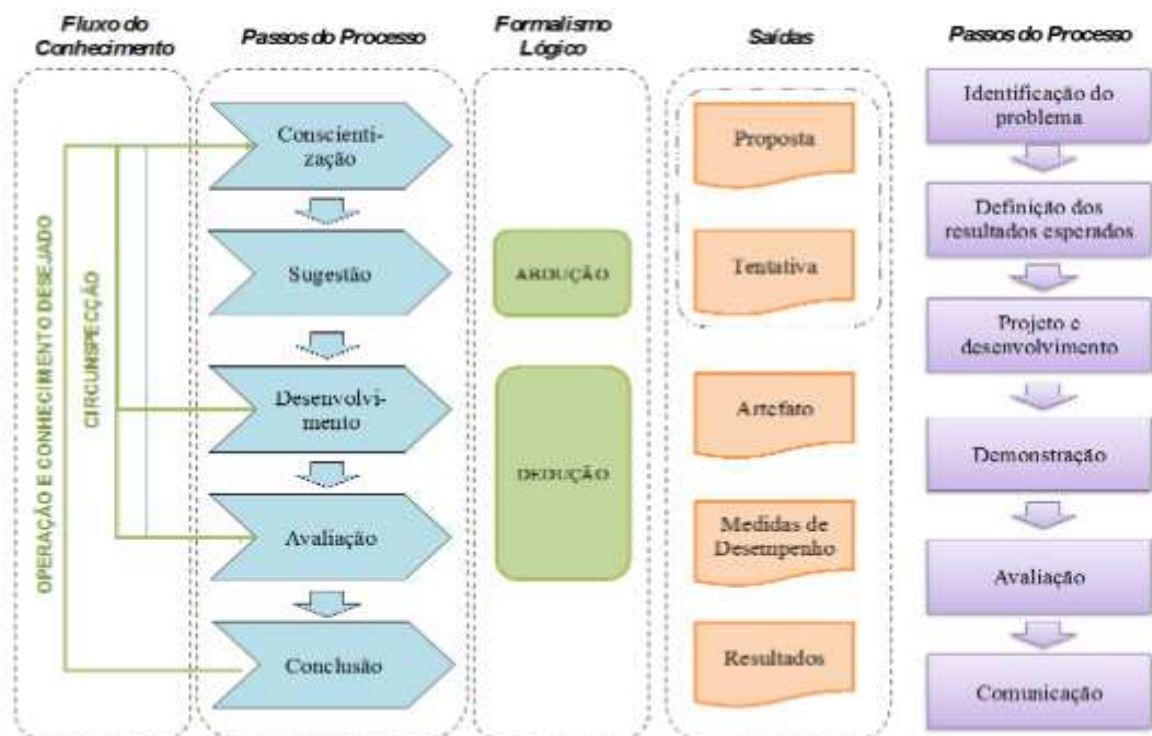 Fluxo do
Conhecimento
Passos do Processo
Formalismo
Lógico
Saídas
Passos do Processo
OPERAÇÃO E CONHECIMENTO DESEJADO
CIRCUNSPECÇÃO
Conscienti-
zação
Sugestão
Desenvolvi-
mento
Avaliação
Conclusão
ABDUÇÃO
DEDUÇÃO
Proposta
Tentativa
Artefato
Medidas de
Desempenho
Resultados
Identificação do
problema
Definição dos
resultados esperados
Projeto e
desenvolvimento
Demonstração
Avaliação
Comunicação